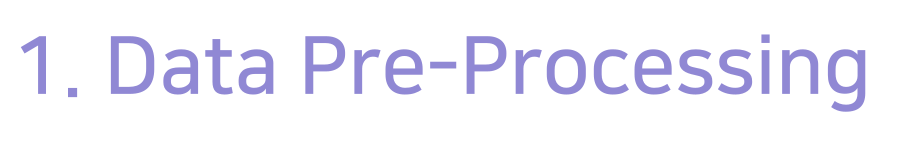 1. Data Pre-Processing